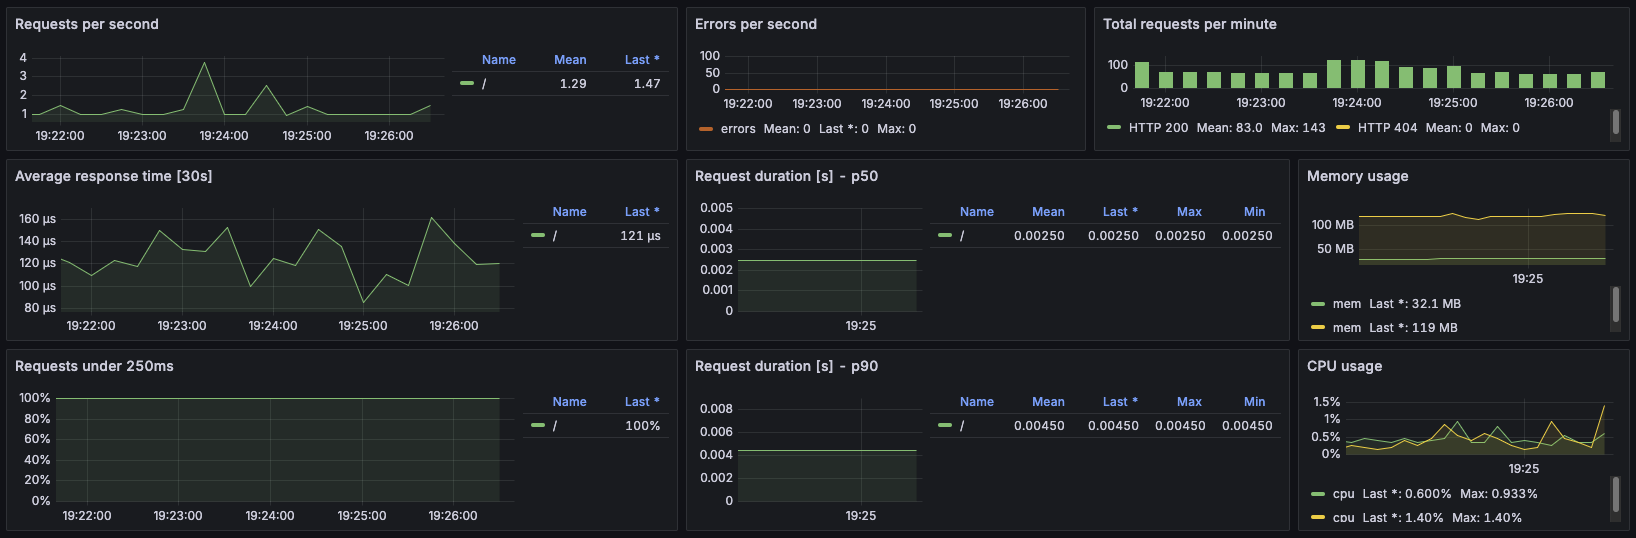 Requests per second
4
3
2
1
19:22:00 19:23:00 19:24:00 19:25:00 19:26:00
Name Mean Last *
/ 1.29 1.47
Errors per second
100
50
0
19:22:00 19:23:00 19:24:00 19:25:00 19:26:00
errors Mean: 0 Last *: 0 Max: 0
Total requests per minute
100
0
19:22:00 19:23:00 19:24:00 19:25:00 19:26:00
HTTP 200 Mean: 83.0 Max: 143 HTTP 404 Mean: 0 Max: 0
Average response time [30s]
160 µs
140 µs
120 µs
100 µs
80 µs
19:22:00 19:23:00 19:24:00 19:25:00 19:26:00
Name Last *
/ 121 µs
Request duration [s] - p50
0.005
0.004
0.003
0.002
0.001
0
19:25
Name Mean Last * Max Min
/ 0.00250 0.00250 0.00250 0.00250
Memory usage
100 MB
50 MB
19:25
mem Last *: 32.1 MB
mem Last *: 119 MB
Requests under 250ms
100%
80%
60%
40%
20%
0%
19:22:00 19:23:00 19:24:00 19:25:00 19:26:00
Name Last *
/ 100%
Request duration [s] - p90
0.008
0.006
0.004
0.002
0
19:25
Name Mean Last * Max Min
/ 0.00450 0.00450 0.00450 0.00450
CPU usage
1.5%
1%
0.5%
0%
19:25
cpu Last *: 0.600% Max: 0.933%
cpu Last *: 1.40% Max: 1.40%